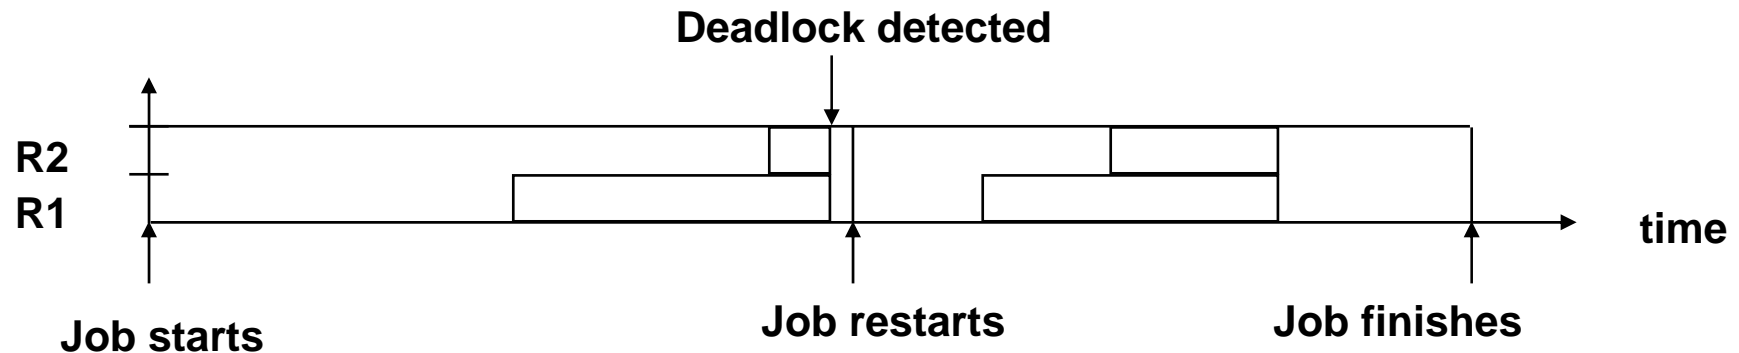 Deadlock detected
R2
R1
time
Job starts
Job restarts
Job finishes